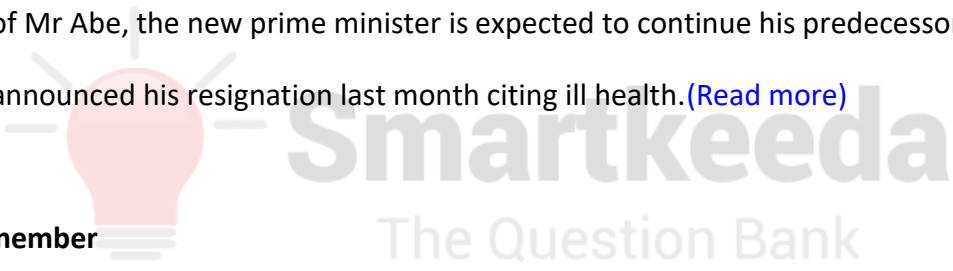 of Mr Abe, the new prime minister is expected to continue his predecessor
announced his resignation last month citing ill health.(Read more)
Smartkeeda
The Question Bank
member